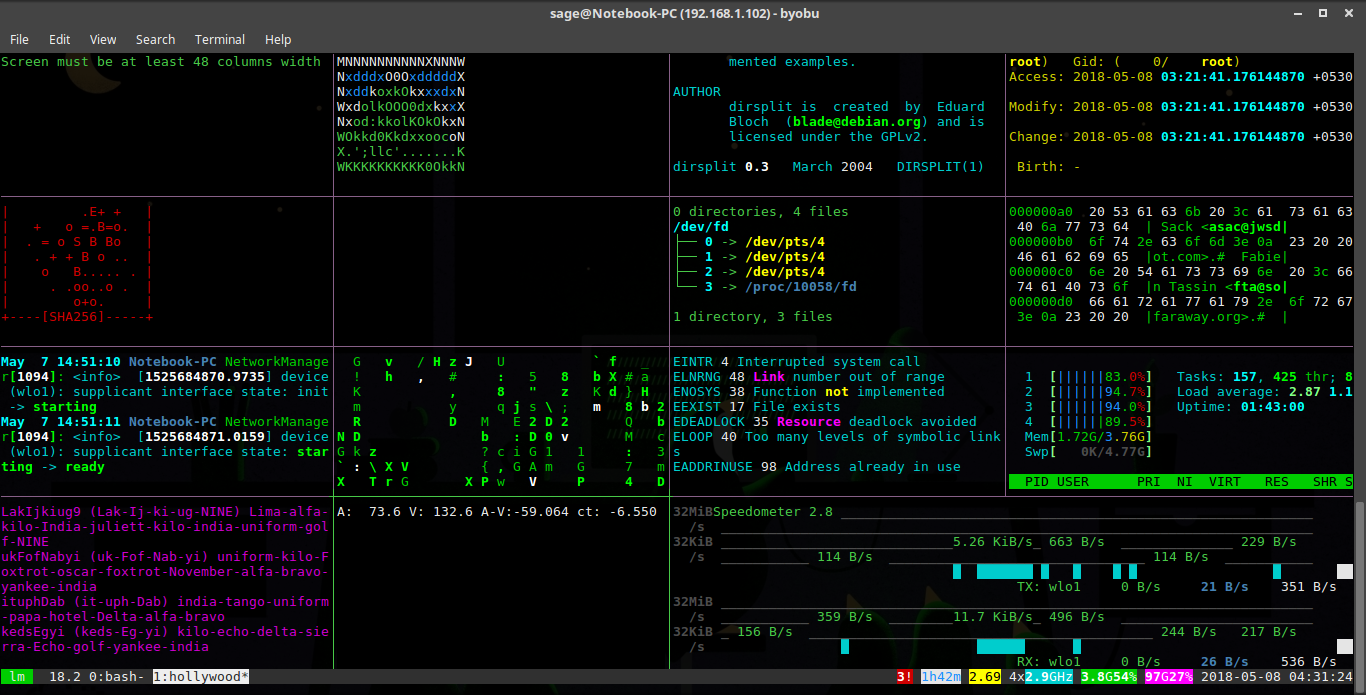 sage@Notebook-PC (192.168.1.102) - byobu
File Edit View Search Terminal Help
Screen must be at least 48 columns width
MNNNNNNNNNNXNNNW
NxdddxO0OxdddddX
NxddkoxkOkxxxdxN
WxdolkOOO0dxkxxX
Nxod:kkolKOkOkxN
WOkkd0KkdxxoocoN
X.';llc'.......K
WKKKKKKKKKK0OkkN
mented examples.
AUTHOR
dirsplit is created by Eduard
Bloch (blade@debian.org) and is
licensed under the GPLv2.
dirsplit 0.3 March 2004 DIRSPLIT(1)
root) Gid: ( 0/ root)
Access: 2018-05-08 03:21:41.176144870 +0530
Modify: 2018-05-08 03:21:41.176144870 +0530
Change: 2018-05-08 03:21:41.176144870 +0530
Birth: -
| .E+ + |
| + o =.B=o. |
| . = o S B Bo |
| . + + B o .. |
| o B..... . |
| . .oo..o . |
| o+o. |
+----[SHA256]-----+
0 directories, 4 files
/dev/fd
├── 0 -> /dev/pts/4
├── 1 -> /dev/pts/4
├── 2 -> /dev/pts/4
└── 3 -> /proc/10058/fd
1 directory, 3 files
000000a0 20 53 61 63 6b 20 3c 61 73 61 63
40 6a 77 73 64 | Sack <asac@jwsd|
000000b0 6f 74 2e 63 6f 6d 3e 0a 23 20 20
46 61 62 69 65 |ot.com>.# Fabie|
000000c0 6e 20 54 61 73 73 69 6e 20 3c 66
74 61 40 73 6f |n Tassin <fta@so|
000000d0 66 61 72 61 77 61 79 2e 6f 72 67
3e 0a 23 20 20 |faraway.org>.# |
May 7 14:51:10 Notebook-PC NetworkManage
r[1094]: <info> [1525684870.9735] device
(wlo1): supplicant interface state: init
-> starting
May 7 14:51:11 Notebook-PC NetworkManage
r[1094]: <info> [1525684871.0159] device
(wlo1): supplicant interface state: star
ting -> ready
G v / H z J U ` f _
! h , # : 5 8 b X # a
K , 8 " z K d } H
m y q j s \ ; m 8 b 2
R D M E 2 D 2 Q b
N D b : D 0 v M c
G k z ? c i G 1 1 : 3
` : \ X V { , G A m G 7 m
X T r G X P w V P 4 D
EINTR 4 Interrupted system call
ELNRNG 48 Link number out of range
ENOSYS 38 Function not implemented
EEXIST 17 File exists
EDEADLOCK 35 Resource deadlock avoided
ELOOP 40 Too many levels of symbolic link
s
EADDRINUSE 98 Address already in use
1 [||||||83.0%] Tasks: 157, 425 thr; 8
2 [||||||94.7%] Load average: 2.87 1.1
3 [||||||94.0%] Uptime: 01:43:00
4 [||||||89.5%]
Mem[1.72G/3.76G]
Swp[ 0K/4.77G]
PID USER PRI NI VIRT RES SHR S
LakIjkiug9 (Lak-Ij-ki-ug-NINE) Lima-alfa-
kilo-India-juliett-kilo-india-uniform-gol
f-NINE
ukFofNabyi (uk-Fof-Nab-yi) uniform-kilo-F
oxtrot-oscar-foxtrot-November-alfa-bravo-
yankee-india
ituphDab (it-uph-Dab) india-tango-uniform
-papa-hotel-Delta-alfa-bravo
kedsEgyi (keds-Eg-yi) kilo-echo-delta-sie
rra-Echo-golf-yankee-india
A: 73.6 V: 132.6 A-V:-59.064 ct: -6.550
32MiB Speedometer 2.8
/s
32KiB 5.26 KiB/s 663 B/s 229 B/s
/s 114 B/s 114 B/s
TX: wlo1 0 B/s 21 B/s 351 B/s
32MiB
/s 359 B/s 11.7 KiB/s 496 B/s
32KiB 156 B/s 244 B/s 217 B/s
/s
RX: wlo1 0 B/s 26 B/s 536 B/s
lm 18.2 0:bash- 1:hollywood* 3! 1h42m 2.69 4x2.9GHz 3.8G54% 97G27% 2018-05-08 04:31:24